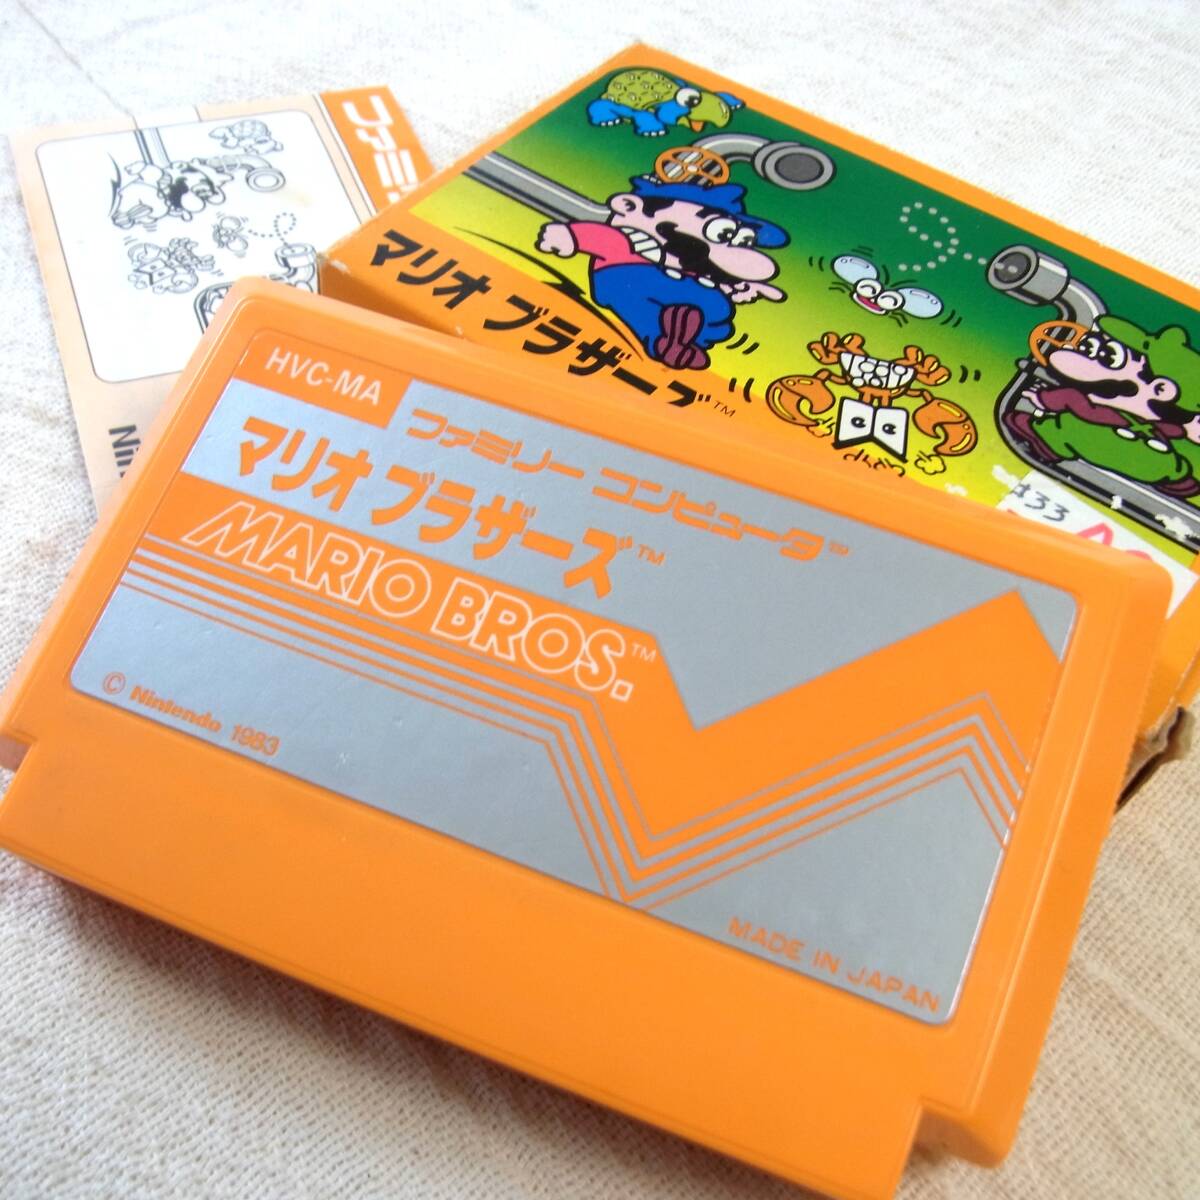 ファミ
マリオ ブラザーズ™
#33
Nin
HVC-MA
ファミリー コンピュータ™
マリオ ブラザーズ™
MARIO BROS.™
© Nintendo 1983
MADE IN JAPAN